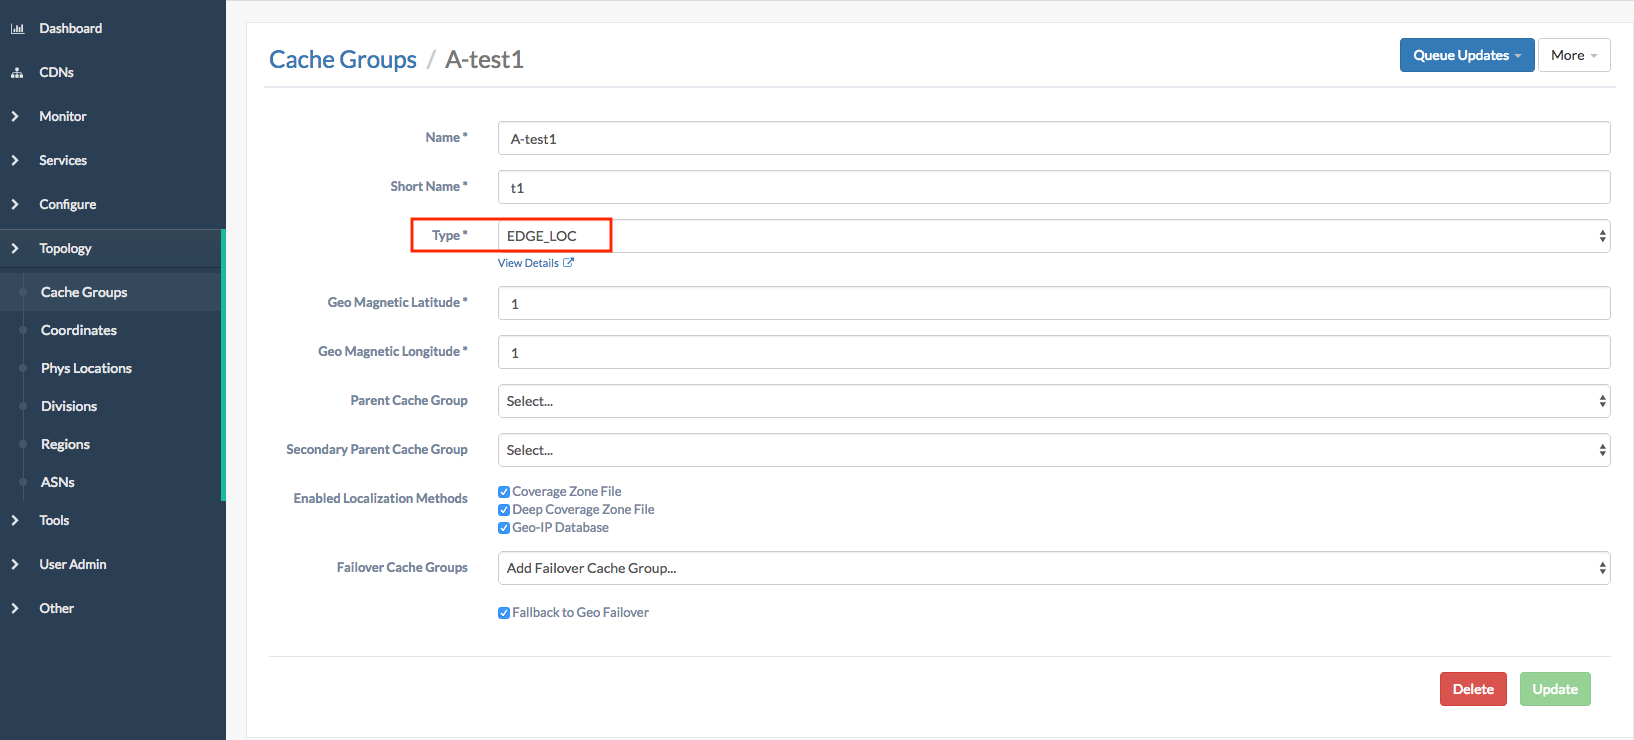 Dashboard
CDNs
Monitor
Services
Configure
Topology
Cache Groups
Coordinates
Phys Locations
Divisions
Regions
ASNs
Tools
User Admin
Other
Cache Groups / A-test1
Queue Updates
More
Name *
A-test1
Short Name *
t1
Type *
EDGE_LOC
View Details
Geo Magnetic Latitude *
1
Geo Magnetic Longitude *
1
Parent Cache Group
Select...
Secondary Parent Cache Group
Select...
Enabled Localization Methods
Coverage Zone File
Deep Coverage Zone File
Geo-IP Database
Failover Cache Groups
Add Failover Cache Group...
Fallback to Geo Failover
Delete
Update